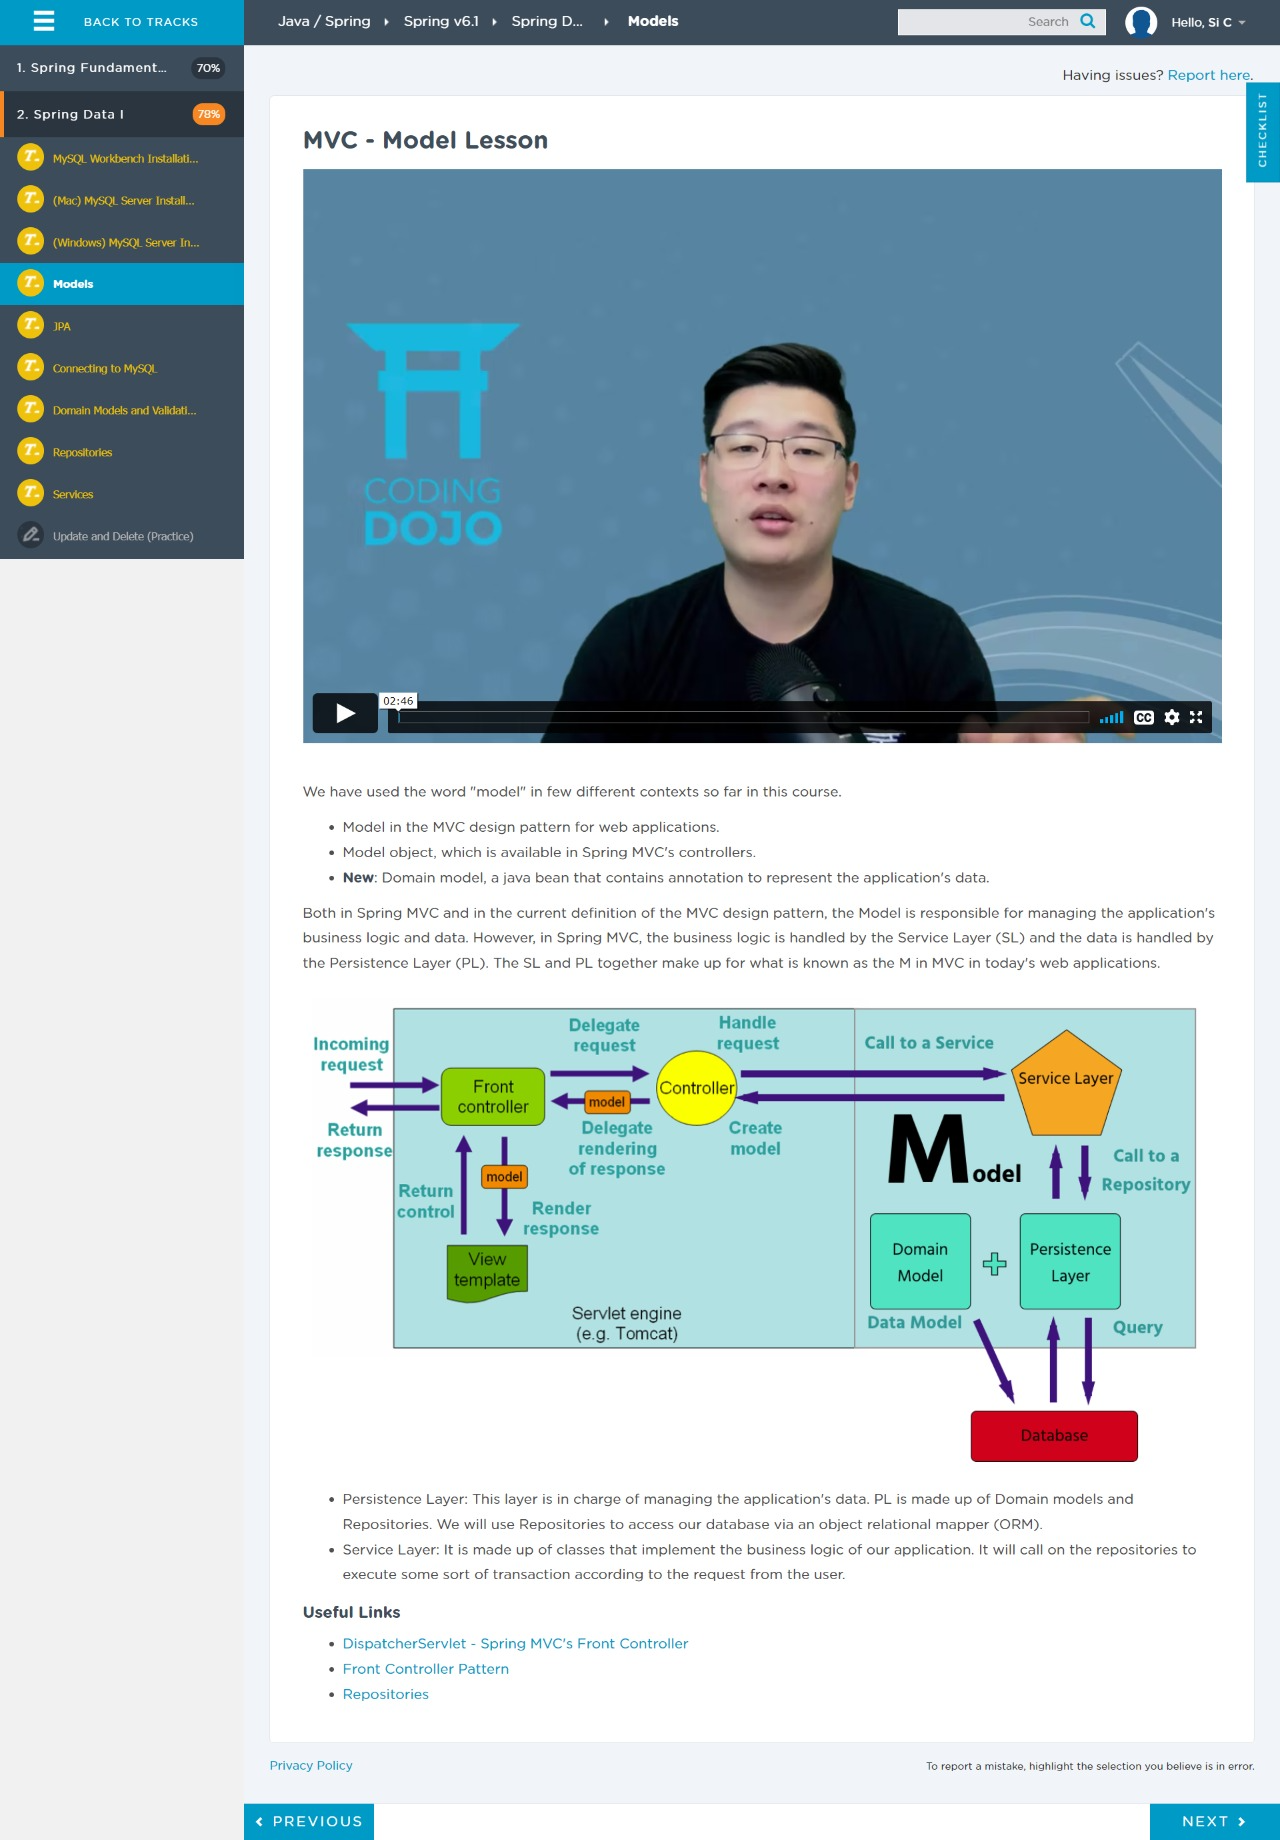 BACK TO TRACKS
Java / Spring
Spring v6.1
Spring D...
Models
Search
Hello, Si C
1. Spring Fundament...
70%
2. Spring Data I
78%
MySQL Workbench Installati...
(Mac) MySQL Server Install...
(Windows) MySQL Server In...
Models
JPA
Connecting to MySQL
Domain Models and Validati...
Repositories
Services
Update and Delete (Practice)
Having issues? Report here.
CHECKLIST
MVC - Model Lesson
CODING
DOJO
02:46
CC
We have used the word "model" in few different contexts so far in this course.
• Model in the MVC design pattern for web applications.
• Model object, which is available in Spring MVC's controllers.
• New: Domain model, a java bean that contains annotation to represent the application's data.
Both in Spring MVC and in the current definition of the MVC design pattern, the Model is responsible for managing the application's
business logic and data. However, in Spring MVC, the business logic is handled by the Service Layer (SL) and the data is handled by
the Persistence Layer (PL). The SL and PL together make up for what is known as the M in MVC in today's web applications.
Incoming
request
Return
response
Front
controller
Delegate
request
model
Delegate
rendering
of response
Handle
request
Controller
Create
model
Call to a Service
Service Layer
Model
Call to a
Repository
Return
control
model
Render
response
View
template
Servlet engine
(e.g. Tomcat)
Domain
Model
Persistence
Layer
Data Model
Query
Database
• Persistence Layer: This layer is in charge of managing the application's data. PL is made up of Domain models and
Repositories. We will use Repositories to access our database via an object relational mapper (ORM).
• Service Layer: It is made up of classes that implement the business logic of our application. It will call on the repositories to
execute some sort of transaction according to the request from the user.
Useful Links
• DispatcherServlet - Spring MVC's Front Controller
• Front Controller Pattern
• Repositories
Privacy Policy
To report a mistake, highlight the selection you believe is in error.
PREVIOUS
NEXT